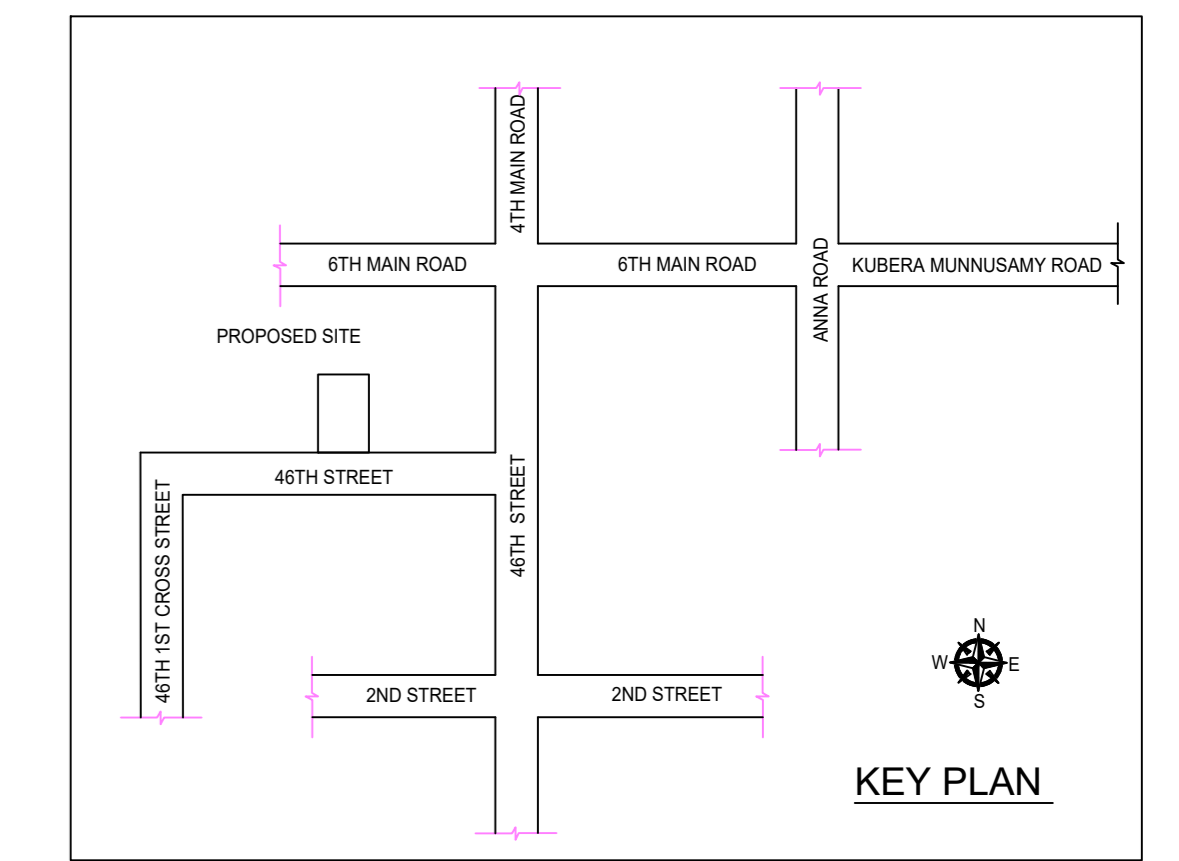 4TH MAIN ROAD
6TH MAIN ROAD
6TH MAIN ROAD
ANNA ROAD
KUBERA MUNNUSAMY ROAD
PROPOSED SITE
46TH STREET
46TH STREET
46TH 1ST CROSS STREET
2ND STREET
2ND STREET
N
W
E
S
KEY PLAN